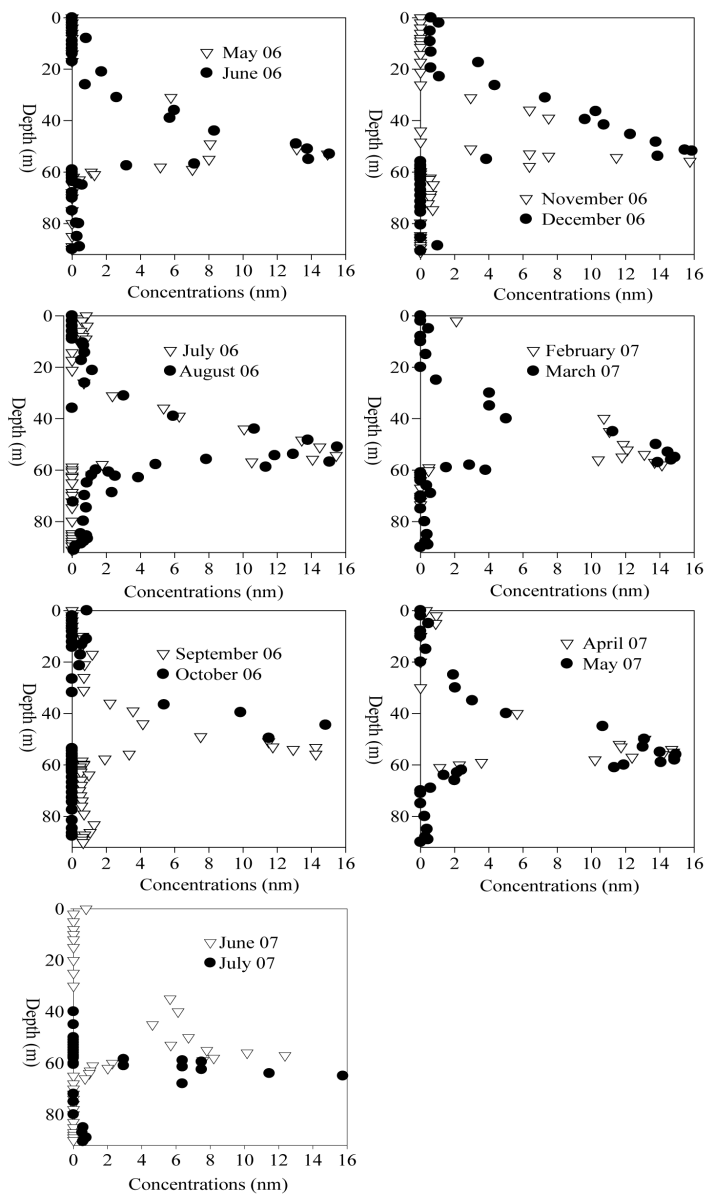 0 20 40 60 80
Depth (m)
May 06
June 06
0 2 4 6 8 10 12 14 16
Concentrations (nm)
0 20 40 60 80
Depth (m)
November 06
December 06
0 2 4 6 8 10 12 14 16
Concentrations (nm)
0 20 40 60 80
Depth (m)
July 06
August 06
0 2 4 6 8 10 12 14 16
Concentrations (nm)
0 20 40 60 80
Depth (m)
February 07
March 07
0 2 4 6 8 10 12 14 16
Concentrations (nm)
0 20 40 60 80
Depth (m)
September 06
October 06
0 2 4 6 8 10 12 14 16
Concentrations (nm)
0 20 40 60 80
Depth (m)
April 07
May 07
0 2 4 6 8 10 12 14 16
Concentrations (nm)
0 20 40 60 80
Depth (m)
June 07
July 07
0 2 4 6 8 10 12 14 16
Concentrations (nm)